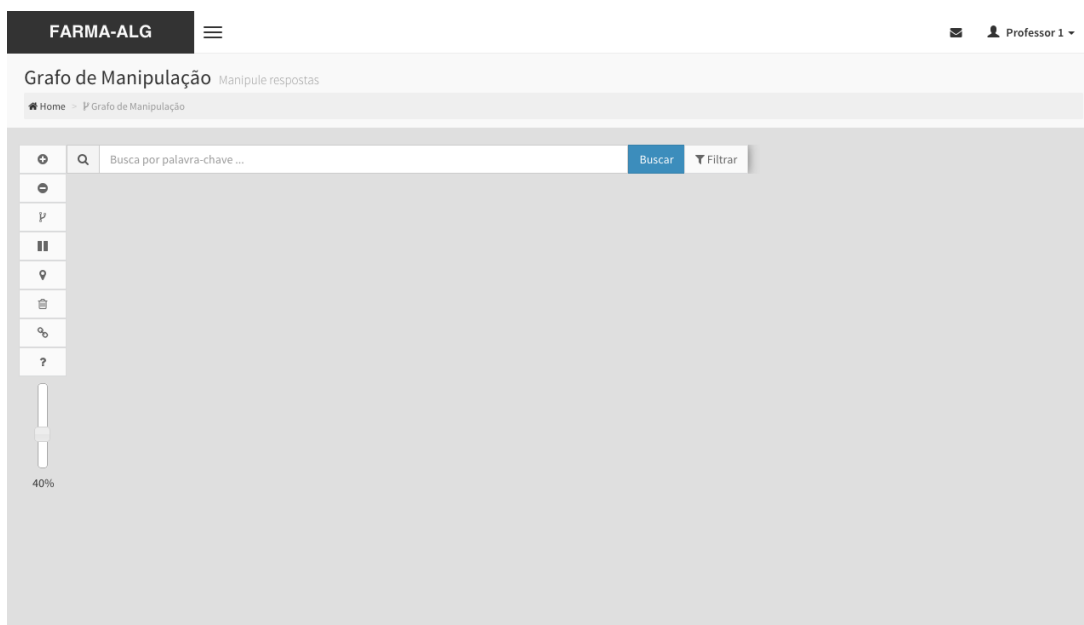 FARMA-ALG
Professor 1
Grafo de Manipulação Manipule respostas
Home > Grafo de Manipulação
Busca por palavra-chave ... Buscar Filtrar
?
40%